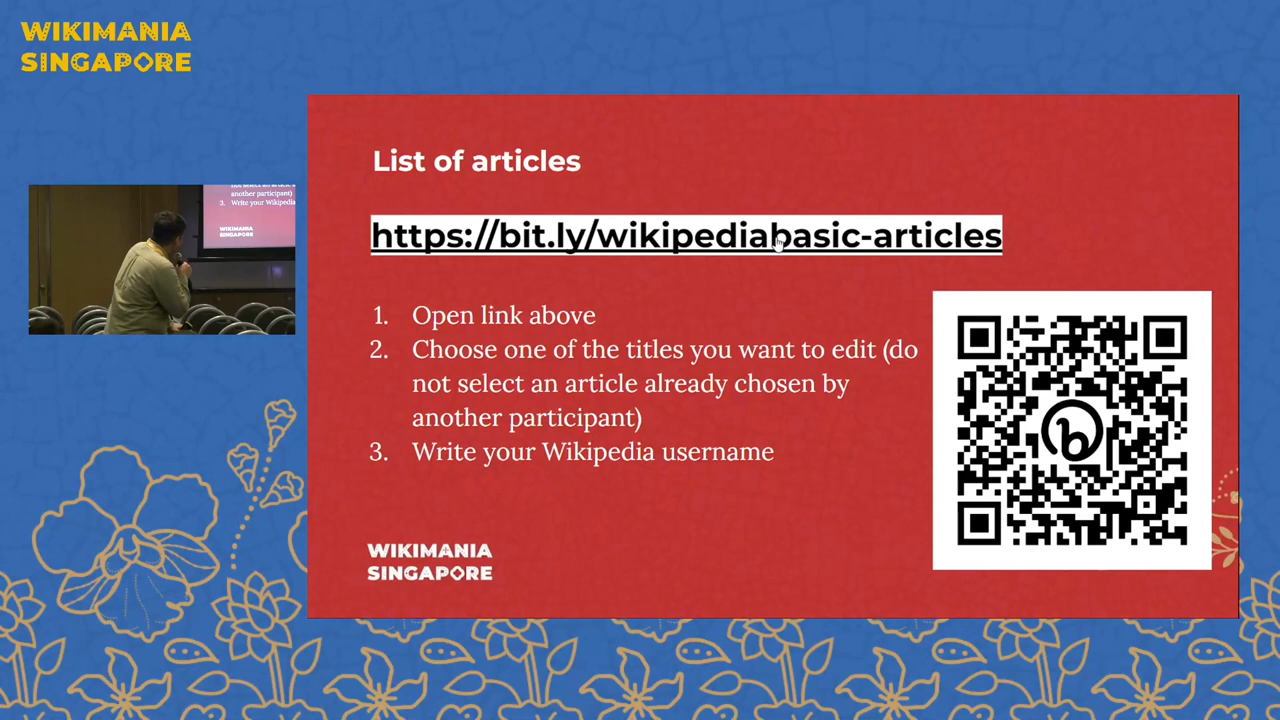 WIKIMANIA
SINGAPORE
List of articles
https://bit.ly/wikipediabasic-articles
1. Open link above
2. Choose one of the titles you want to edit (do
not select an article already chosen by
another participant)
3. Write your Wikipedia username
WIKIMANIA
SINGAPORE
another participant)
3. Write your Wikipedia
WIKIMANIA
SINGAPORE